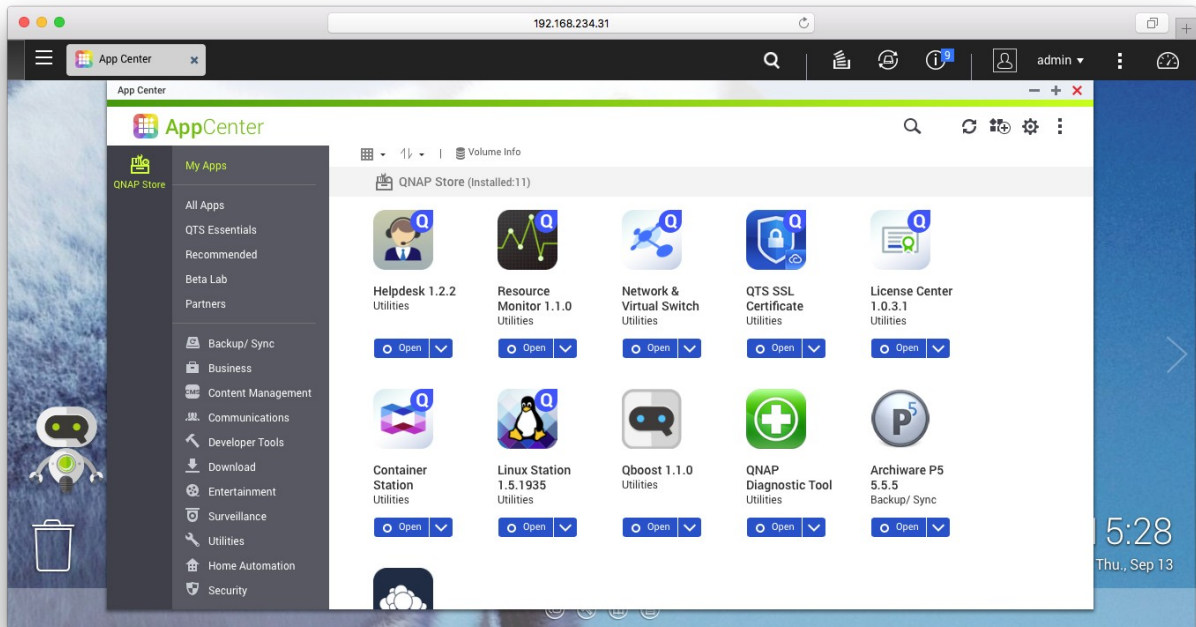 192.168.234.31
App Center
9
admin
App Center
AppCenter
QNAP Store
My Apps
All Apps
QTS Essentials
Recommended
Beta Lab
Partners
Backup/ Sync
Business
CMS
Content Management
Communications
Developer Tools
Download
Entertainment
Surveillance
Utilities
Home Automation
Security
Volume Info
QNAP Store (Installed:11)
Q
Q
Q
Q
Q
Helpdesk 1.2.2
Utilities
Open
Resource
Monitor 1.1.0
Utilities
Open
Network &
Virtual Switch
Utilities
Open
QTS SSL
Certificate
Utilities
Open
License Center
1.0.3.1
Utilities
Open
Q
Q
P5
Container
Station
Utilities
Open
Linux Station
1.5.1935
Utilities
Open
Qboost 1.1.0
Utilities
Open
QNAP
Diagnostic Tool
Utilities
Open
Archiware P5
5.5.5
Backup/ Sync
Open
5:28
Thu., Sep 13